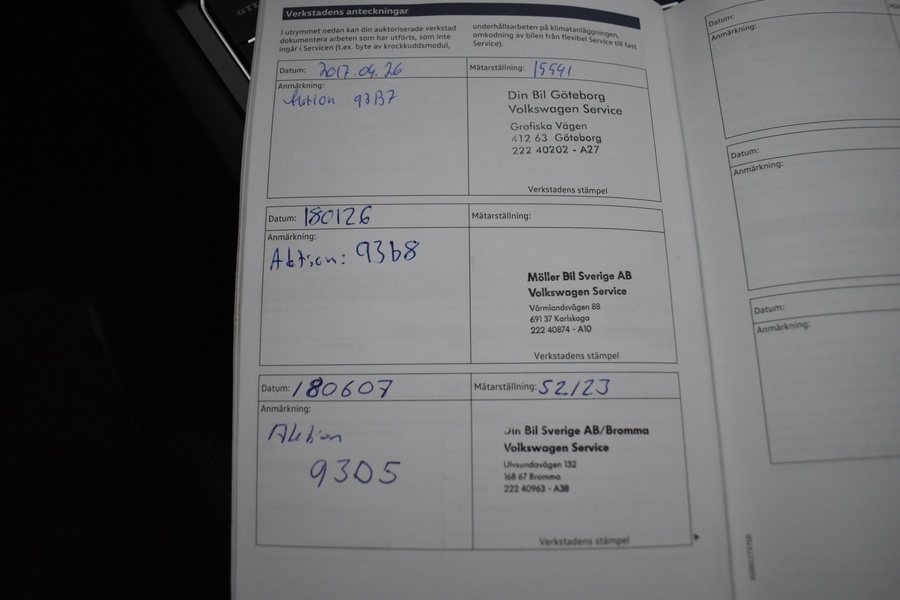 Verkstadens anteckningar
I utrymmet nedan kan din auktoriserade verkstad
dokumentera arbeten som har utförts, som inte
ingår i Servicen (t.ex. byte av krockkuddsmodul,
underhållsarbeten på klimatanläggningen,
omkodning av bilen från flexibel Service till fast
Service).
Datum: 2017.04.26 Mätarställning: 15541
Anmärkning:
Aktion 93B7
Din Bil Göteborg
Volkswagen Service
Grafiska Vägen
412 63 Göteborg
222 40202 - A27
Verkstadens stämpel
Datum: 180126 Mätarställning:
Anmärkning:
Aktion: 93b8
Möller Bil Sverige AB
Volkswagen Service
Värmlandsvägen 88
691 37 Karlskoga
222 40874 - A10
Verkstadens stämpel
Datum: 180607 Mätarställning: 52123
Anmärkning:
Aktion
93D5
Din Bil Sverige AB/Bromma
Volkswagen Service
Ulvsundavägen 132
168 67 Bromma
222 40963 - A38
Verkstadens stämpel
Datum:
Anmärkning:
Datum:
Anmärkning:
Datum:
Anmärkning: